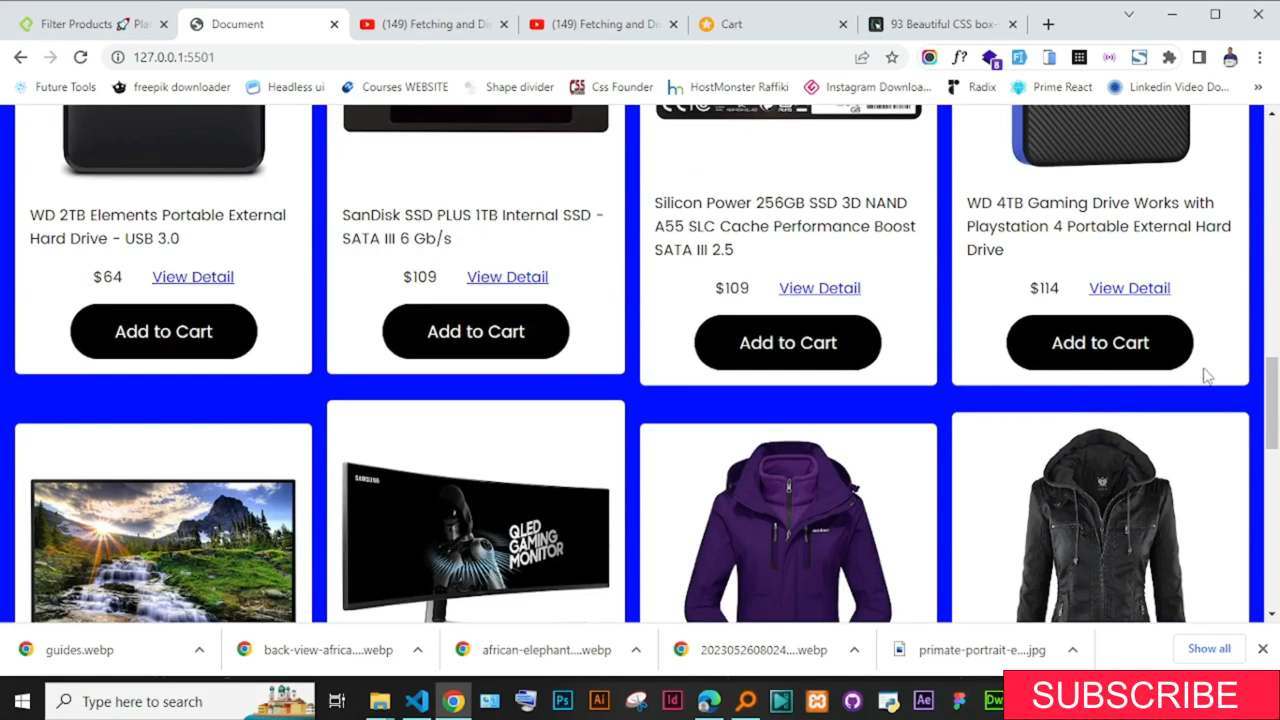 Filter Products 🚀 Pla
Document
(149) Fetching and Di
(149) Fetching and De
Cart
93 Beautiful CSS box-
127.0.0.1:5501
Future Tools
freepik downloader
Headless ui
Courses WEBSITE
Shape divider
Css Founder
HostMonster Raffiki
Instagram Downloa...
Radix
Prime React
Linkedin Video Do...
WD 2TB Elements Portable External
Hard Drive - USB 3.0
$64 View Detail
Add to Cart
SanDisk SSD PLUS 1TB Internal SSD -
SATA III 6 Gb/s
$109 View Detail
Add to Cart
Silicon Power 256GB SSD 3D NAND
A55 SLC Cache Performance Boost
SATA III 2.5
$109 View Detail
Add to Cart
WD 4TB Gaming Drive Works with
Playstation 4 Portable External Hard
Drive
$114 View Detail
Add to Cart
SAMSUNG
QLED
GAMING
MONITOR
guides.webp
back-view-africa....webp
african-elephant....webp
2023052608024....webp
primate-portrait-e....jpg
Show all
Type here to search
SUBSCRIBE